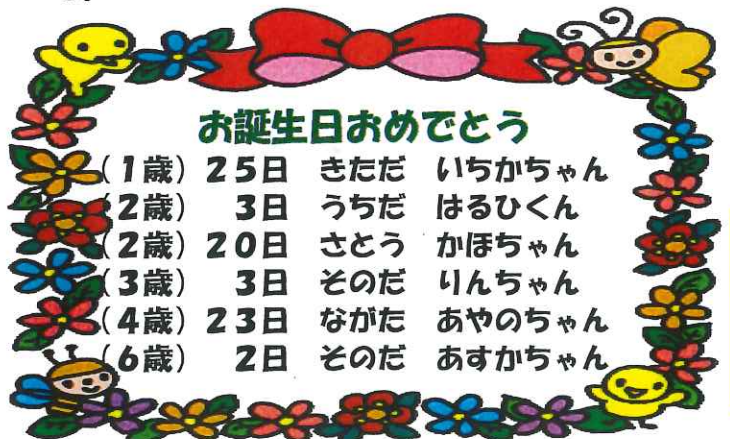 お誕生日おめでとう
（1歳）25日　きただ　いちかちゃん
（2歳）　3日　うちだ　はるひくん
（2歳）20日　さとう　かほちゃん
（3歳）　3日　そのだ　りんちゃん
（4歳）23日　ながた　あやのちゃん
（6歳）　2日　そのだ　あすかちゃん